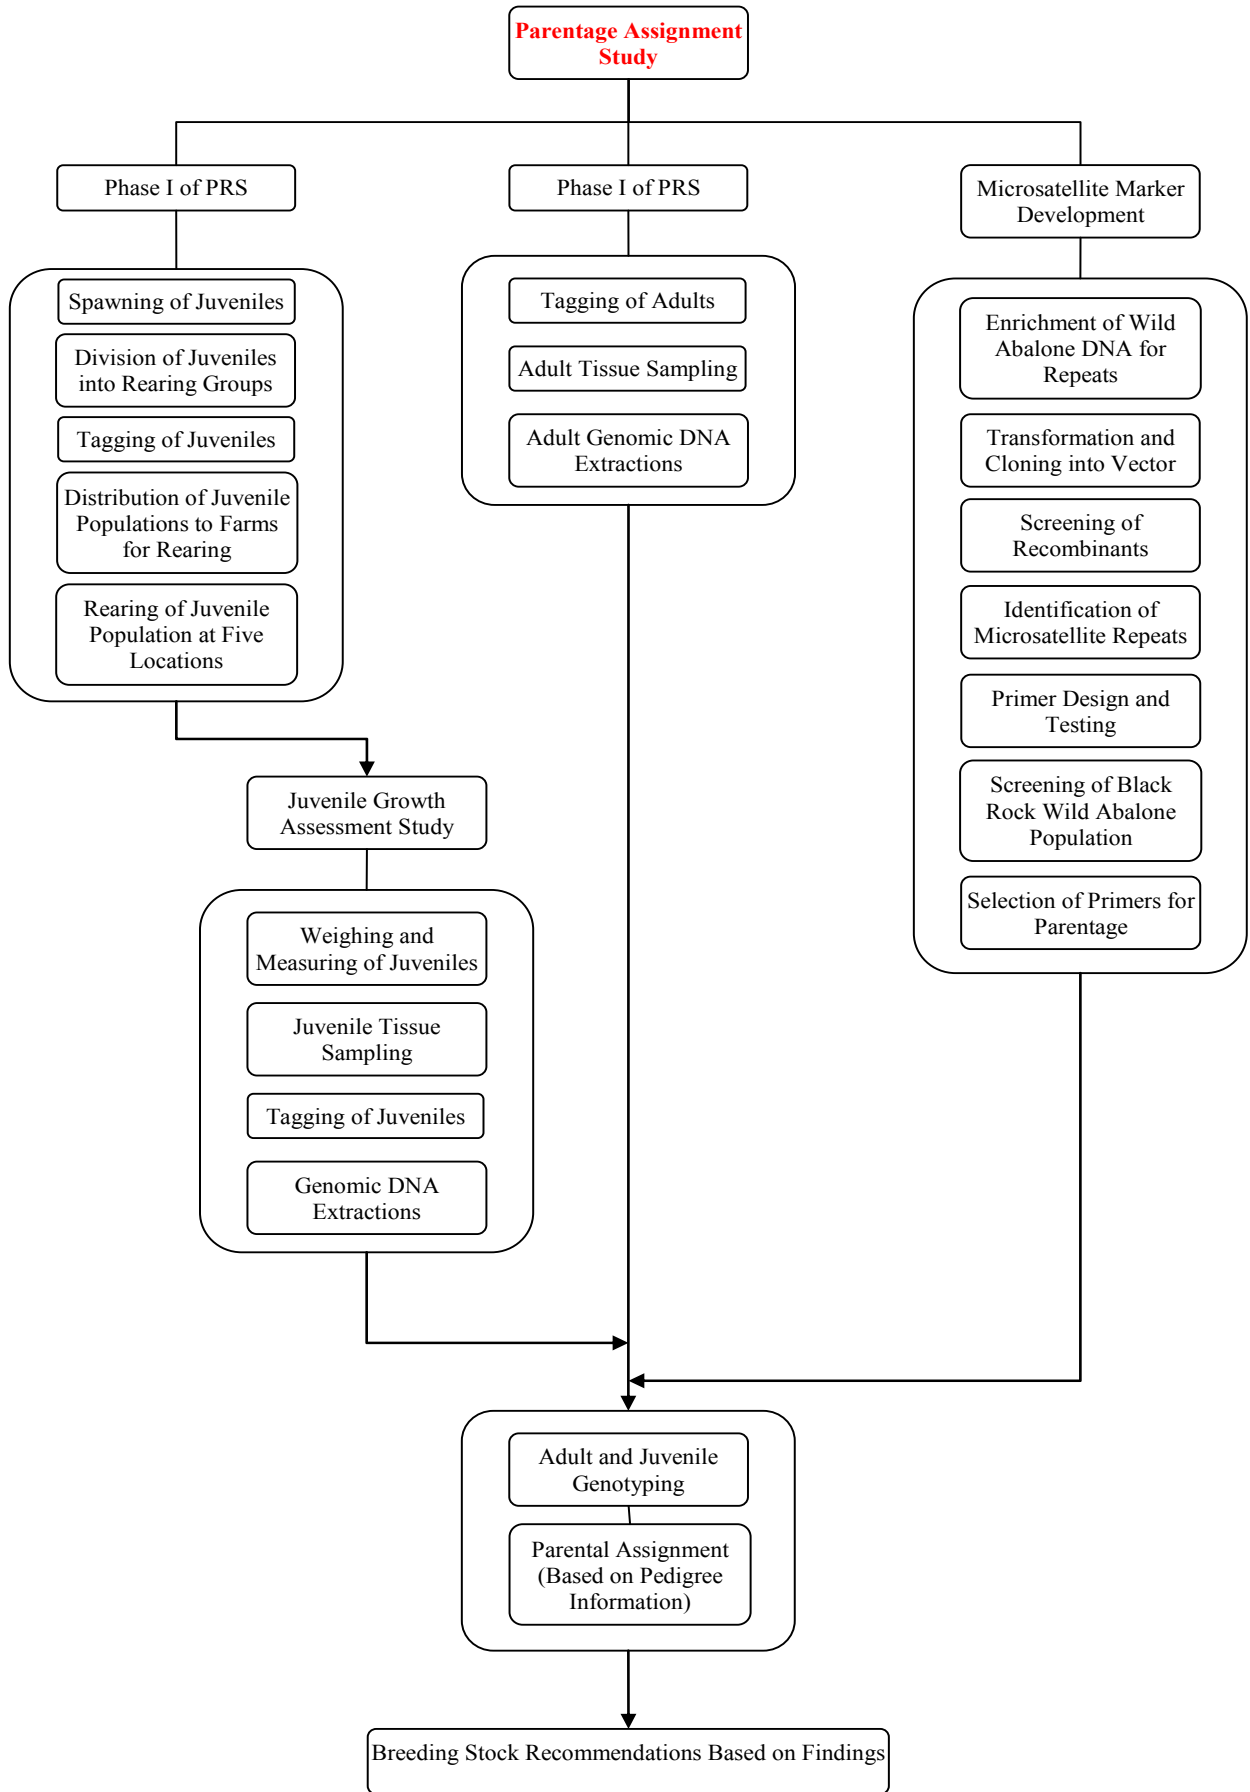 Parentage Assignment
Study
Phase I of PRS
Phase I of PRS
Microsatellite Marker
Development
Spawning of Juveniles
Division of Juveniles
into Rearing Groups
Tagging of Juveniles
Distribution of Juvenile
Populations to Farms
for Rearing
Rearing of Juvenile
Population at Five
Locations
Tagging of Adults
Adult Tissue Sampling
Adult Genomic DNA
Extractions
Enrichment of Wild
Abalone DNA for
Repeats
Transformation and
Cloning into Vector
Screening of
Recombinants
Identification of
Microsatellite Repeats
Primer Design and
Testing
Screening of Black
Rock Wild Abalone
Population
Selection of Primers for
Parentage
Juvenile Growth
Assessment Study
Weighing and
Measuring of Juveniles
Juvenile Tissue
Sampling
Tagging of Juveniles
Genomic DNA
Extractions
Adult and Juvenile
Genotyping
Parental Assignment
(Based on Pedigree
Information)
Breeding Stock Recommendations Based on Findings